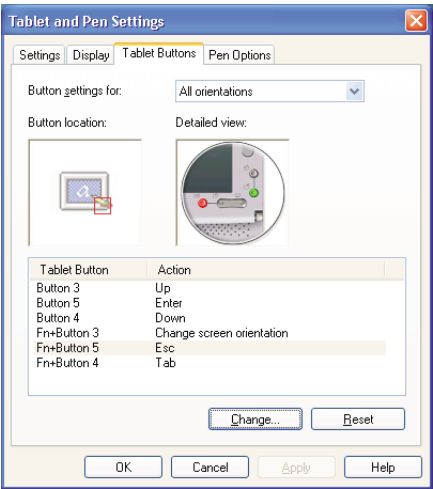 Tablet and Pen Settings
Settings Display Tablet Buttons Pen Options
Button settings for: All orientations
Button location: Detailed view:
Tablet Button Action
Button 3 Up
Button 5 Enter
Button 4 Down
Fn+Button 3 Change screen orientation
Fn+Button 5 Esc
Fn+Button 4 Tab
Change... Reset
OK Cancel Apply Help